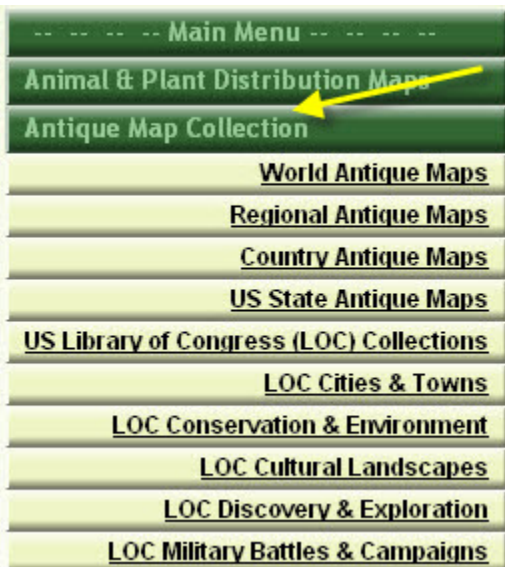 -- -- -- -- Main Menu -- -- -- --
Animal & Plant Distribution Maps
Antique Map Collection
World Antique Maps
Regional Antique Maps
Country Antique Maps
US State Antique Maps
US Library of Congress (LOC) Collections
LOC Cities & Towns
LOC Conservation & Environment
LOC Cultural Landscapes
LOC Discovery & Exploration
LOC Military Battles & Campaigns